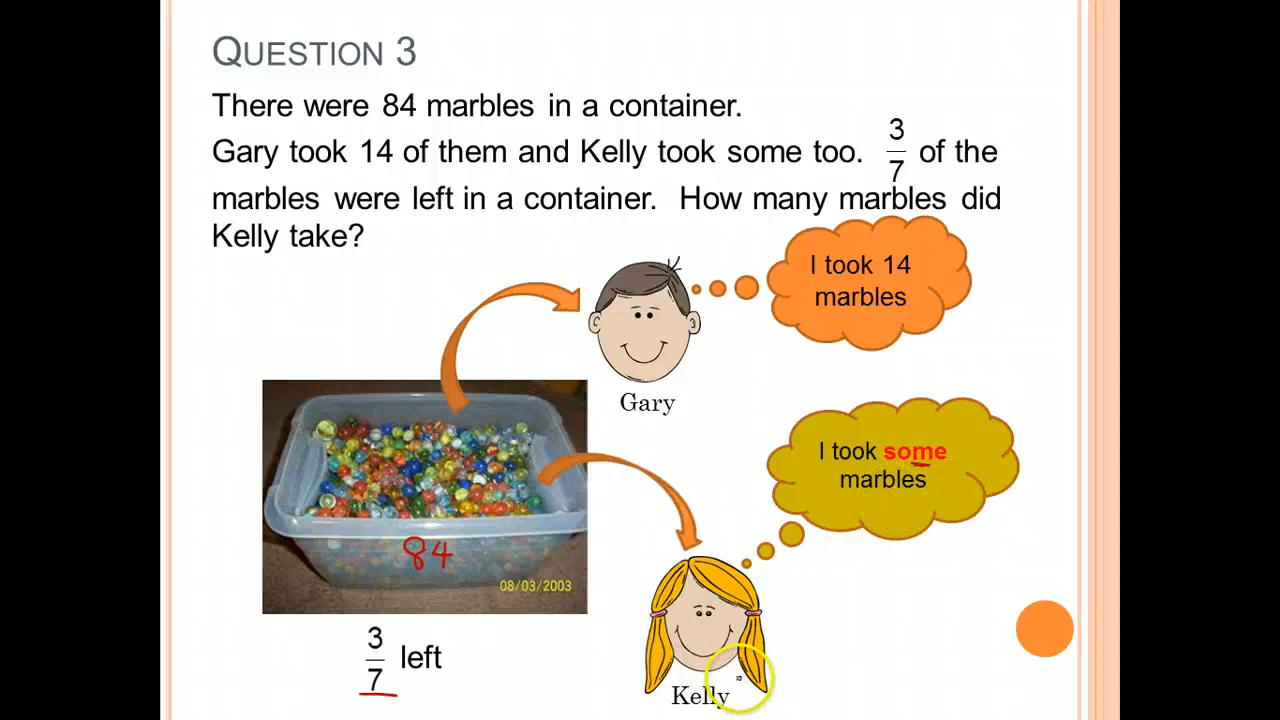 QUESTION 3
There were 84 marbles in a container.
Gary took 14 of them and Kelly took some too. 3/7 of the
marbles were left in a container. How many marbles did
Kelly take?
I took 14
marbles
Gary
I took some
marbles
84
08/03/2003
3/7 left
Kelly